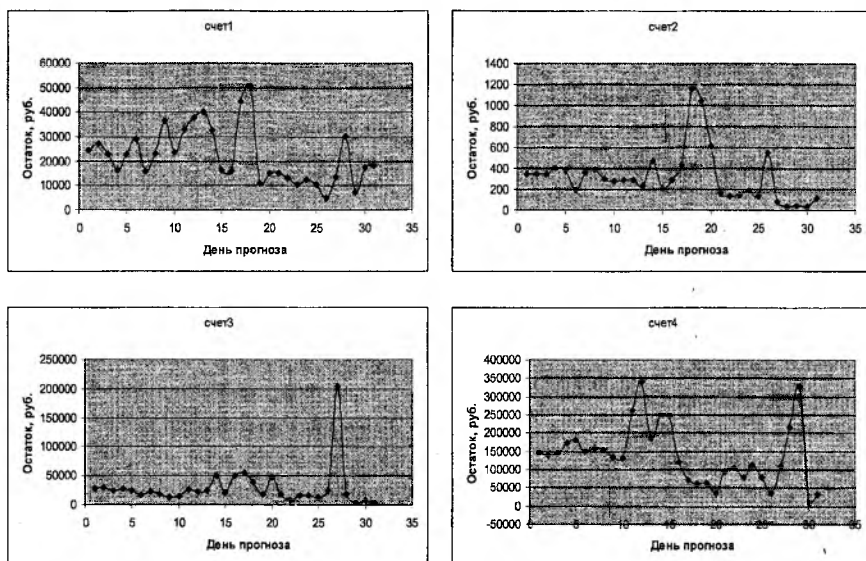 счет1
Остаток, руб.
60000
50000
40000
30000
20000
10000
0
0 5 10 15 20 25 30 35
День прогноза
счет2
Остаток, руб.
1400
1200
1000
800
600
400
200
0
0 5 10 15 20 25 30 35
День прогноза
счет3
Остаток, руб.
250000
200000
150000
100000
50000
0
0 5 10 15 20 25 30 35
День прогноза
счет4
Остаток, руб.
400000
350000
300000
250000
200000
150000
100000
50000
0
-50000
0 5 10 15 20 25 30 35
День прогноза